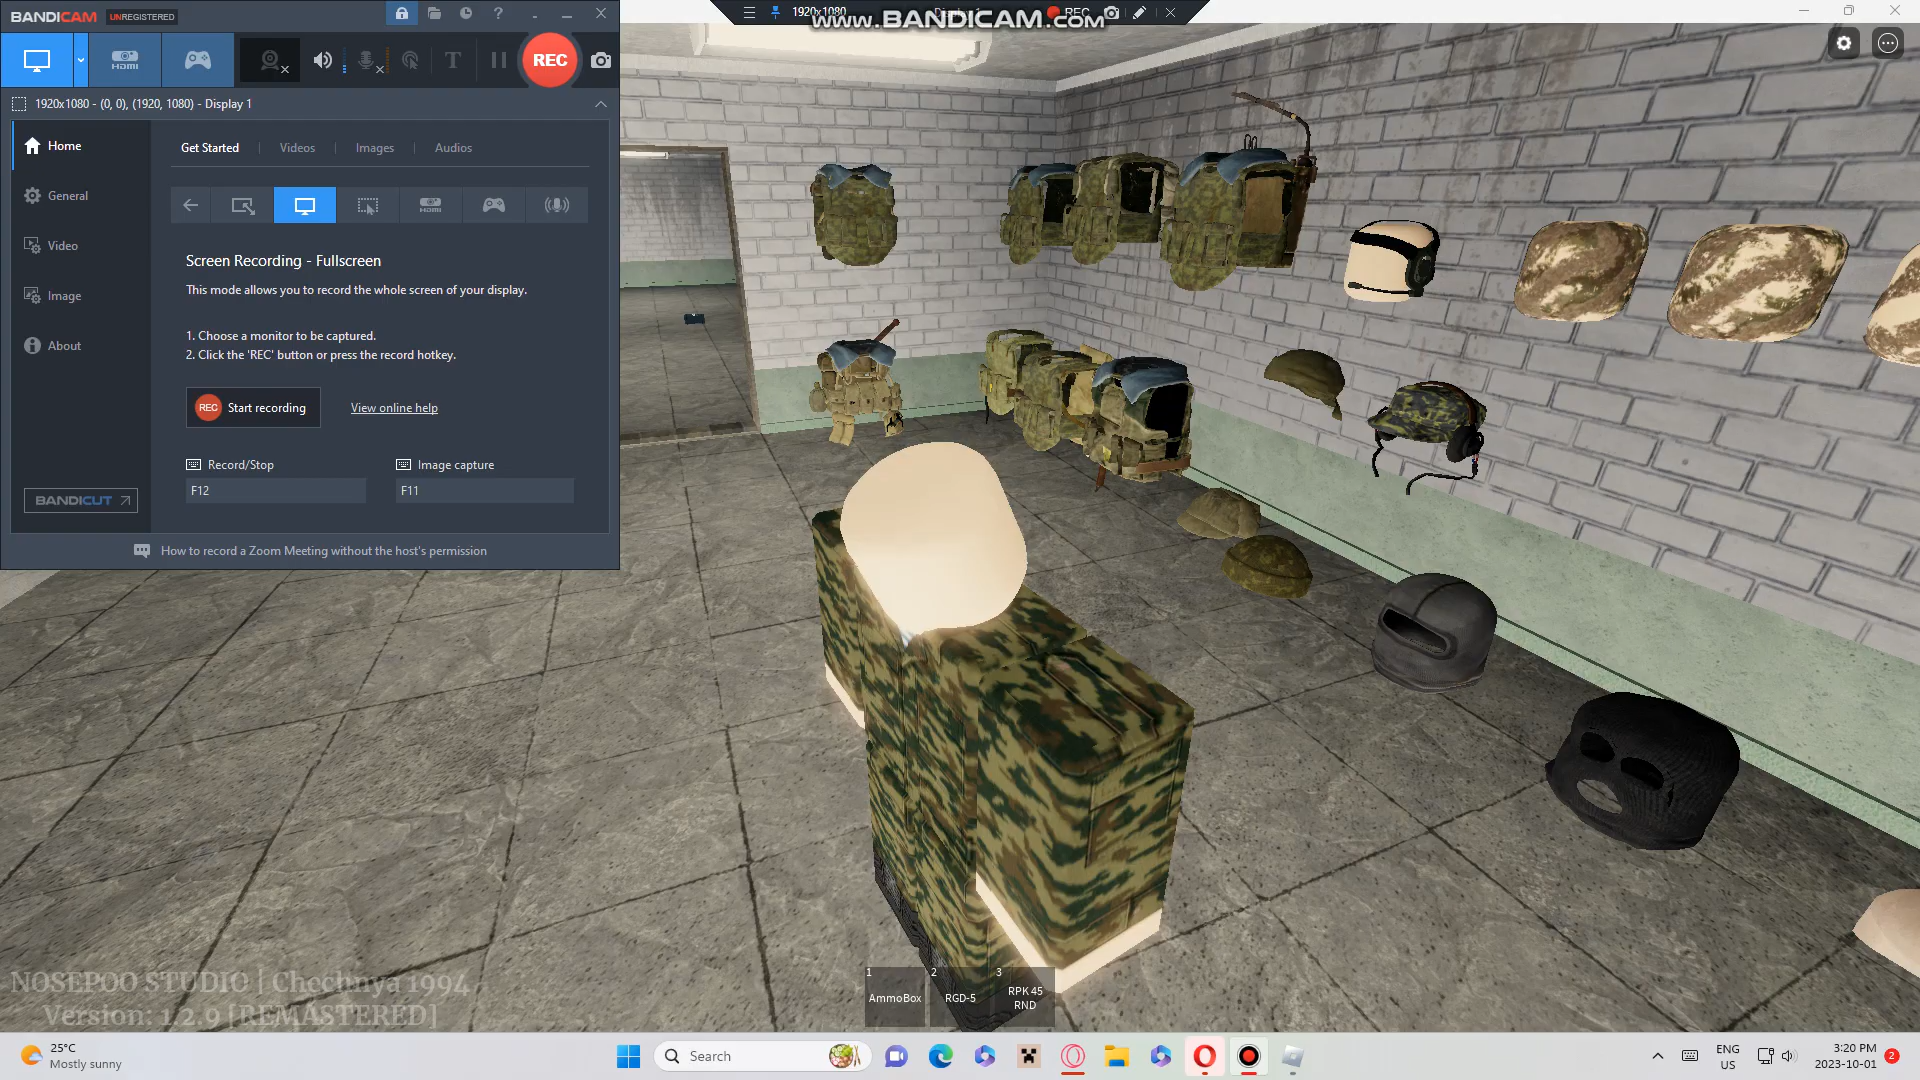 BANDICAM UNREGISTERED
1920x1080
www.BANDICAM.com
REC
HDMI
T
REC
1920x1080 - (0, 0), (1920, 1080) - Display 1
Home
General
Video
Image
About
BANDICUT
Get Started
Videos
Images
Audios
HDMI
Screen Recording - Fullscreen
This mode allows you to record the whole screen of your display.
1. Choose a monitor to be captured.
2. Click the 'REC' button or press the record hotkey.
REC Start recording
View online help
Record/Stop
Image capture
F12
F11
How to record a Zoom Meeting without the host's permission
NOSEPOO STUDIO | Chechnya 1994
Version: 1.2.9 [REMASTERED]
1
AmmoBox
2
RGD-5
3
RPK 45
RND
25°C
Mostly sunny
Search
ENG
US
3:20 PM
2023-10-01
2